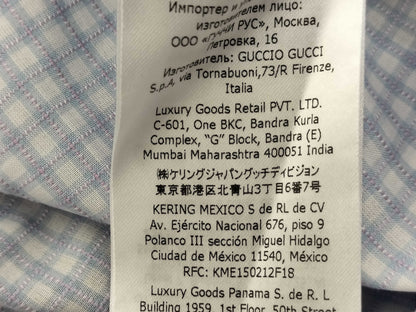 Импортер и
изготовителем лицо:
ООО «ГУЧЧИ РУС», Москва,
Петровка, 16
Изготовитель: GUCCIO GUCCI
S.p.A, via Tornabuoni,73/R Firenze,
Italia
Luxury Goods Retail PVT. LTD.
C-601, One BKC, Bandra Kurla
Complex, "G" Block, Bandra (E)
Mumbai Maharashtra 400051 India
㈱ケリングジャパングッチディビジョン
東京都港区北青山3丁目6番7号
KERING MEXICO S de RL de CV
Av. Ejército Nacional 676, piso 9
Polanco III sección Miguel Hidalgo
Ciudad de México 11540, México
RFC: KME150212F18
Luxury Goods Panama S. de R. L
Building 1959, 1st Floor, 50th Street